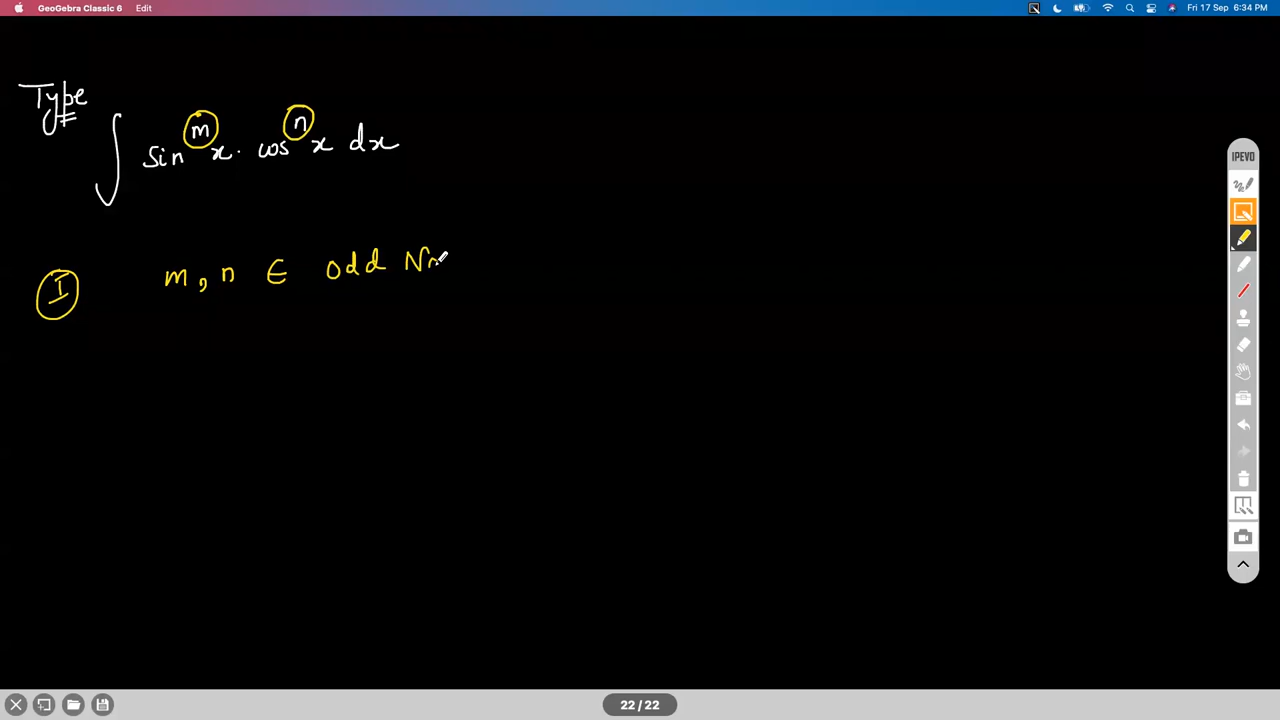 GeoGebra Classic 6 Edit Fri 17 Sep 6:34 PM
Type
∫ sin^m x · cos^n x dx
IPEVO
I m, n ∈ odd
22 / 22